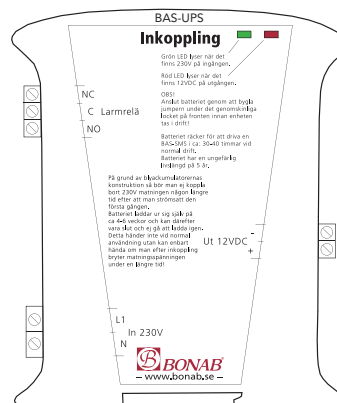 BAS-UPS
Inkoppling
Grön LED lyser när det
finns 230V på ingången.
Röd LED lyser när det
finns 12VDC på utgången.
OBS!
Anslut batteriet genom att bygla
jumpern under det genomskinliga
locket på fronten innan enheten
tas i drift!
Batteriet räcker för att driva en
BAS-SMS i ca: 30-40 timmar vid
normal drift.
Batteriet har en ungefärlig
livslängd på 5 år.
NC
C Larmrelä
NO
På grund av blyackumulatorernas
konstruktion så bör man ej koppla
bort 230V matningen någon längre
tid efter att man strömsatt den
första gången.
Batteriet laddar ur sig själv på
ca 4-6 veckor och kan därefter
vara slut och ej gå att ladda igen.
Detta händer inte vid normal
användning utan kan enbart
hända om man efter inkoppling
bryter matningsspänningen
under en längre tid!
-
Ut 12VDC
+
L1
In 230V
N
B BONAB®
www.bonab.se